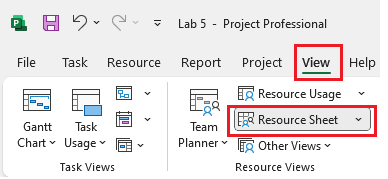 Lab 5 - Project Professional
File Task Resource Report Project View
Gantt Chart
Task Usage
Task Views
Team Planner
Resource Usage
Resource Sheet
Other Views
Resource Views